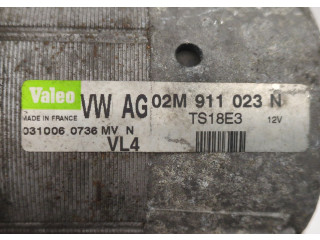 Valeo VW AG 02M 911 023 N
MADE IN FRANCE TS18E3 12V
031006 0736 MV N
VL4